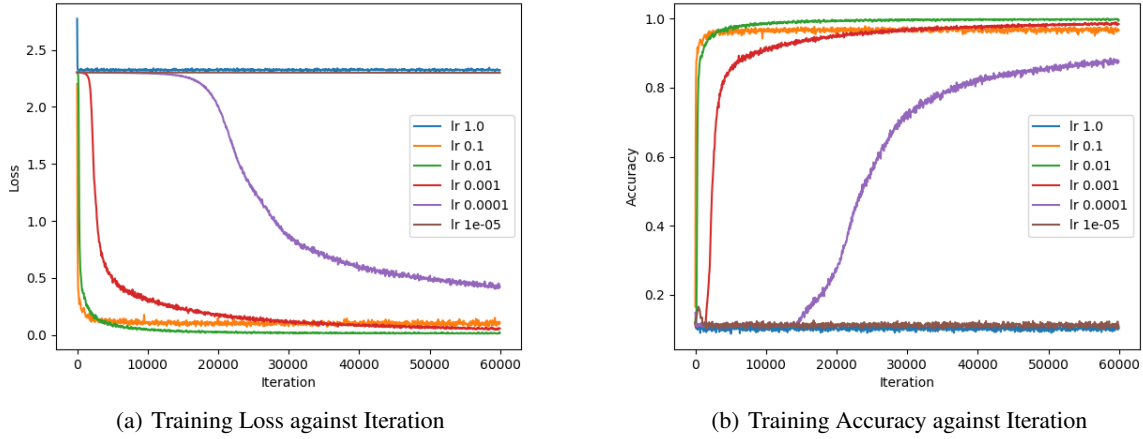 2.5
2.0
1.5
1.0
0.5
0.0
Loss
0
10000
20000
30000
40000
50000
60000
Iteration
lr 1.0
lr 0.1
lr 0.01
lr 0.001
lr 0.0001
lr 1e-05
(a) Training Loss against Iteration
1.0
0.8
0.6
0.4
0.2
Accuracy
0
10000
20000
30000
40000
50000
60000
Iteration
lr 1.0
lr 0.1
lr 0.01
lr 0.001
lr 0.0001
lr 1e-05
(b) Training Accuracy against Iteration